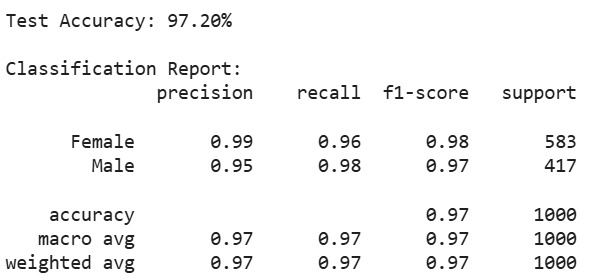 Test Accuracy: 97.20%
Classification Report:
precision recall f1-score support
Female 0.99 0.96 0.98 583
Male 0.95 0.98 0.97 417
accuracy 0.97 1000
macro avg 0.97 0.97 0.97 1000
weighted avg 0.97 0.97 0.97 1000